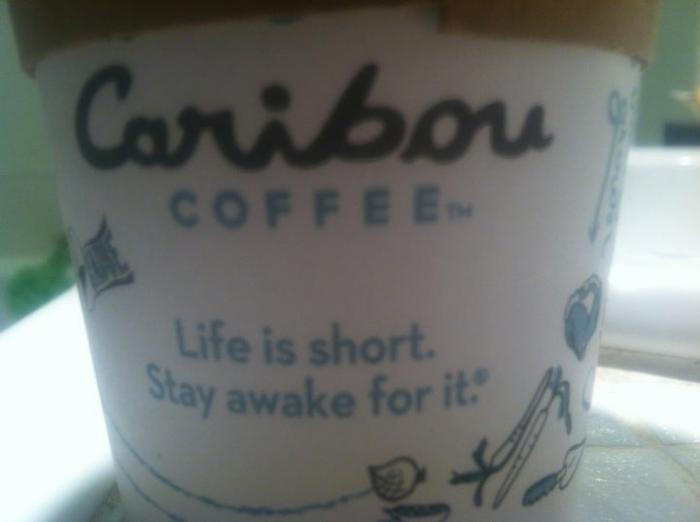 Caribou
COFFEE™
Life is short.
Stay awake for it.®